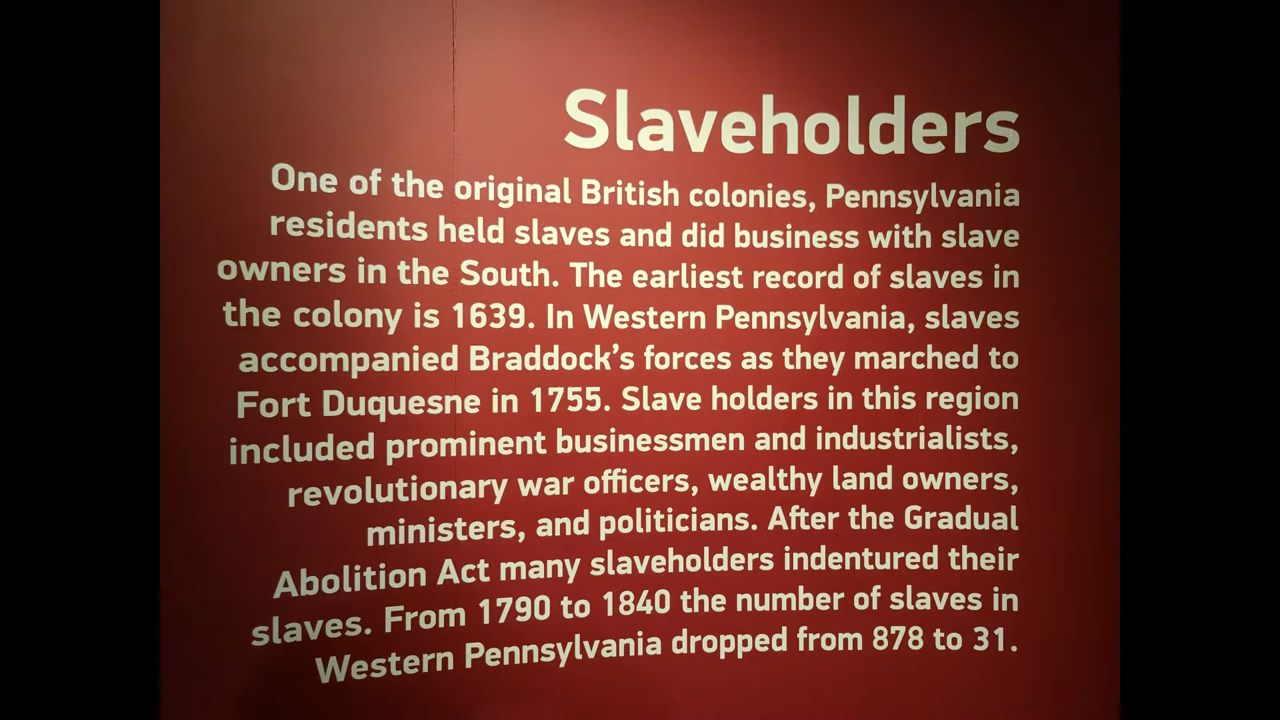 Slaveholders
One of the original British colonies, Pennsylvania
residents held slaves and did business with slave
owners in the South. The earliest record of slaves in
the colony is 1639. In Western Pennsylvania, slaves
accompanied Braddock’s forces as they marched to
Fort Duquesne in 1755. Slave holders in this region
included prominent businessmen and industrialists,
revolutionary war officers, wealthy land owners,
ministers, and politicians. After the Gradual
Abolition Act many slaveholders indentured their
slaves. From 1790 to 1840 the number of slaves in
Western Pennsylvania dropped from 878 to 31.